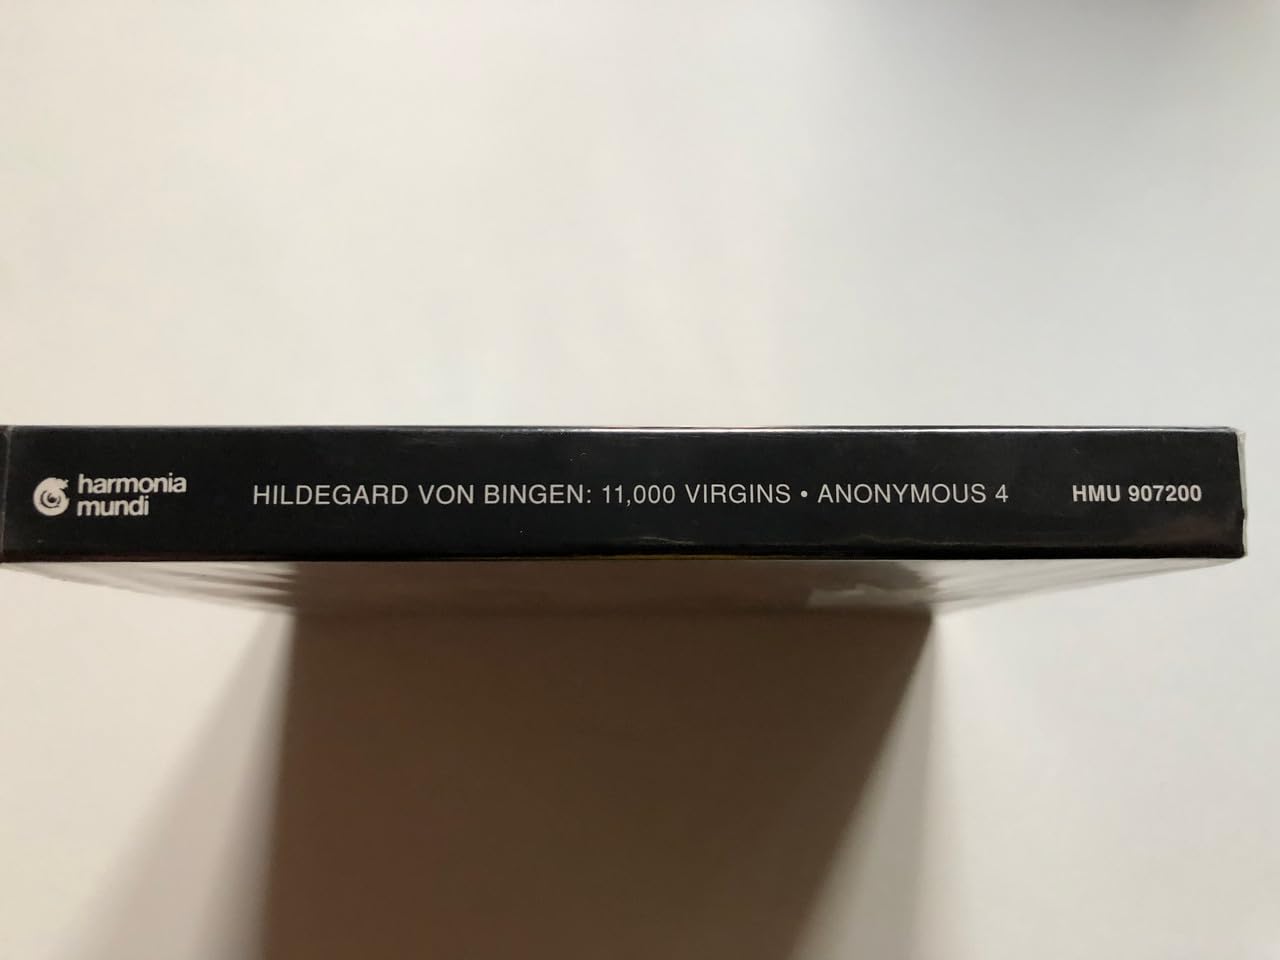 harmonia
mundi
HILDEGARD VON BINGEN: 11,000 VIRGINS • ANONYMOUS 4
HMU 907200